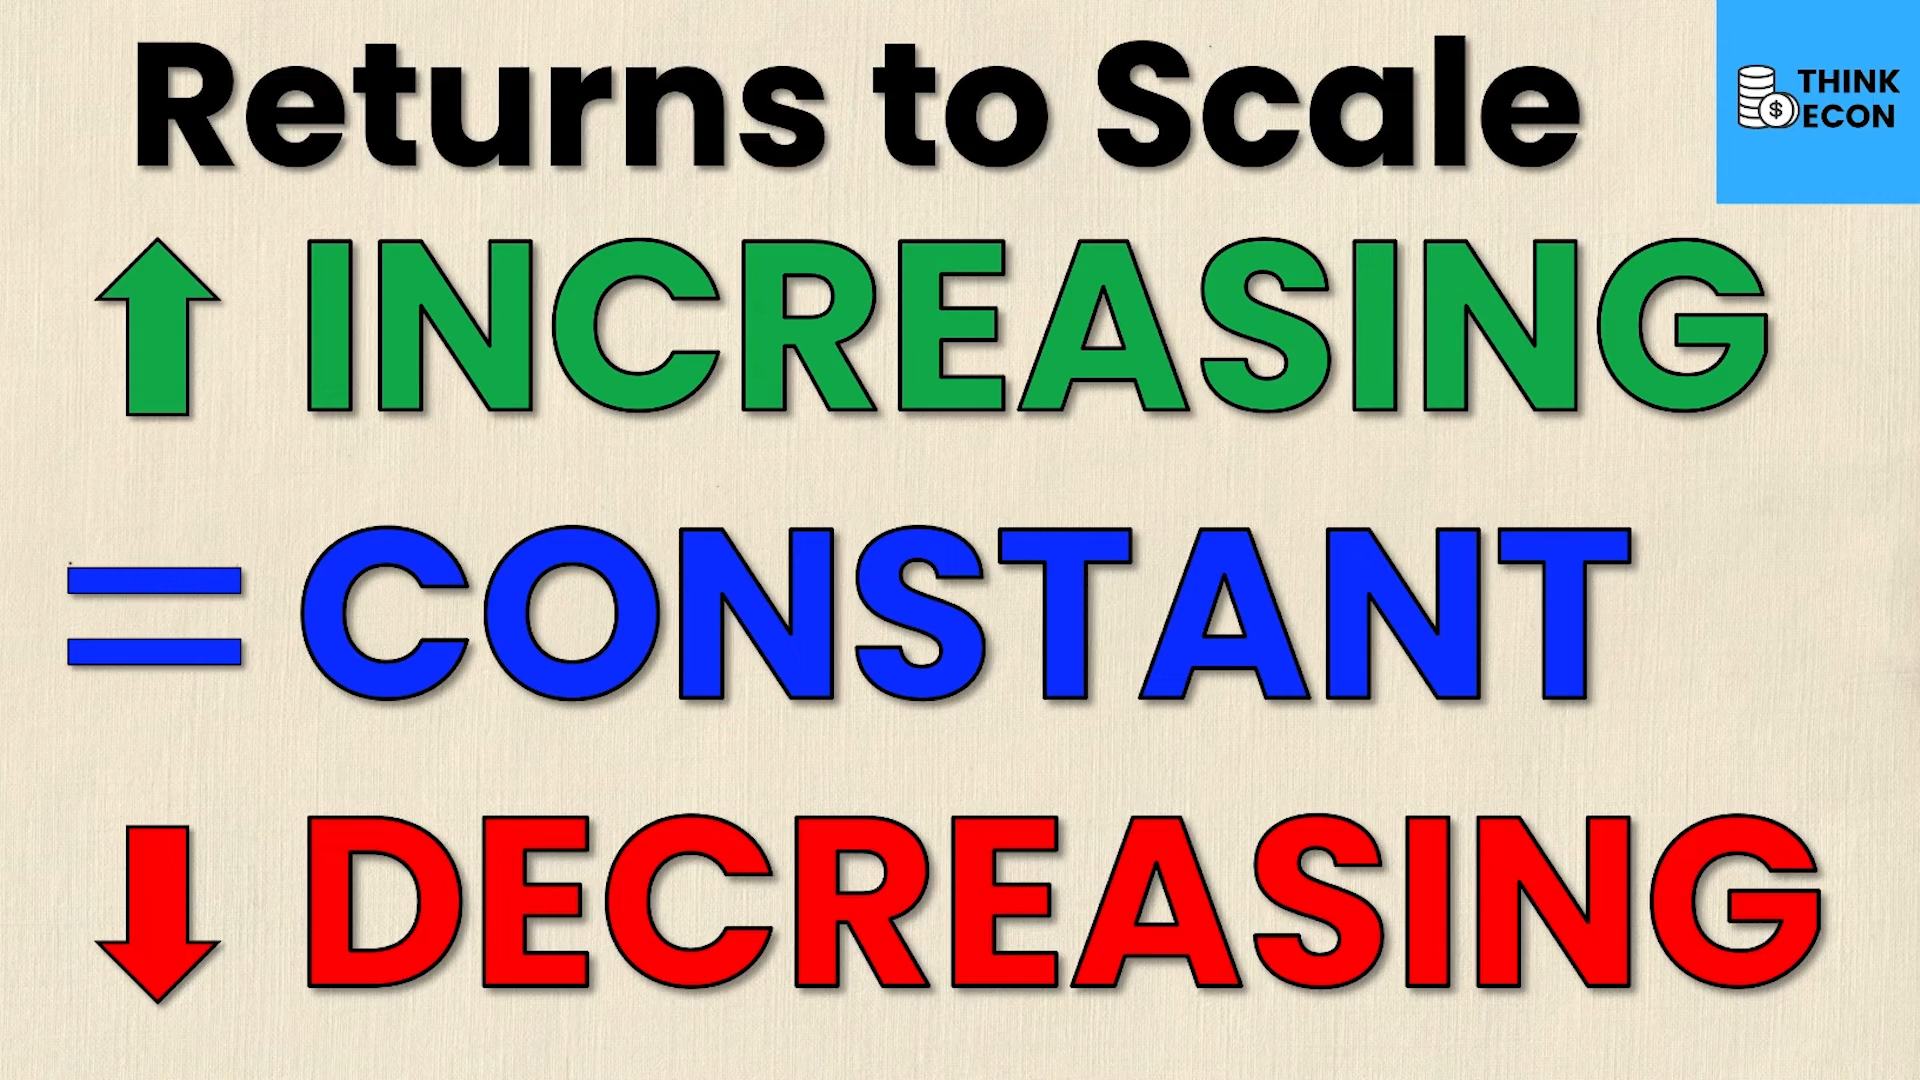 Returns to Scale
THINK
ECON
INCREASING
CONSTANT
DECREASING